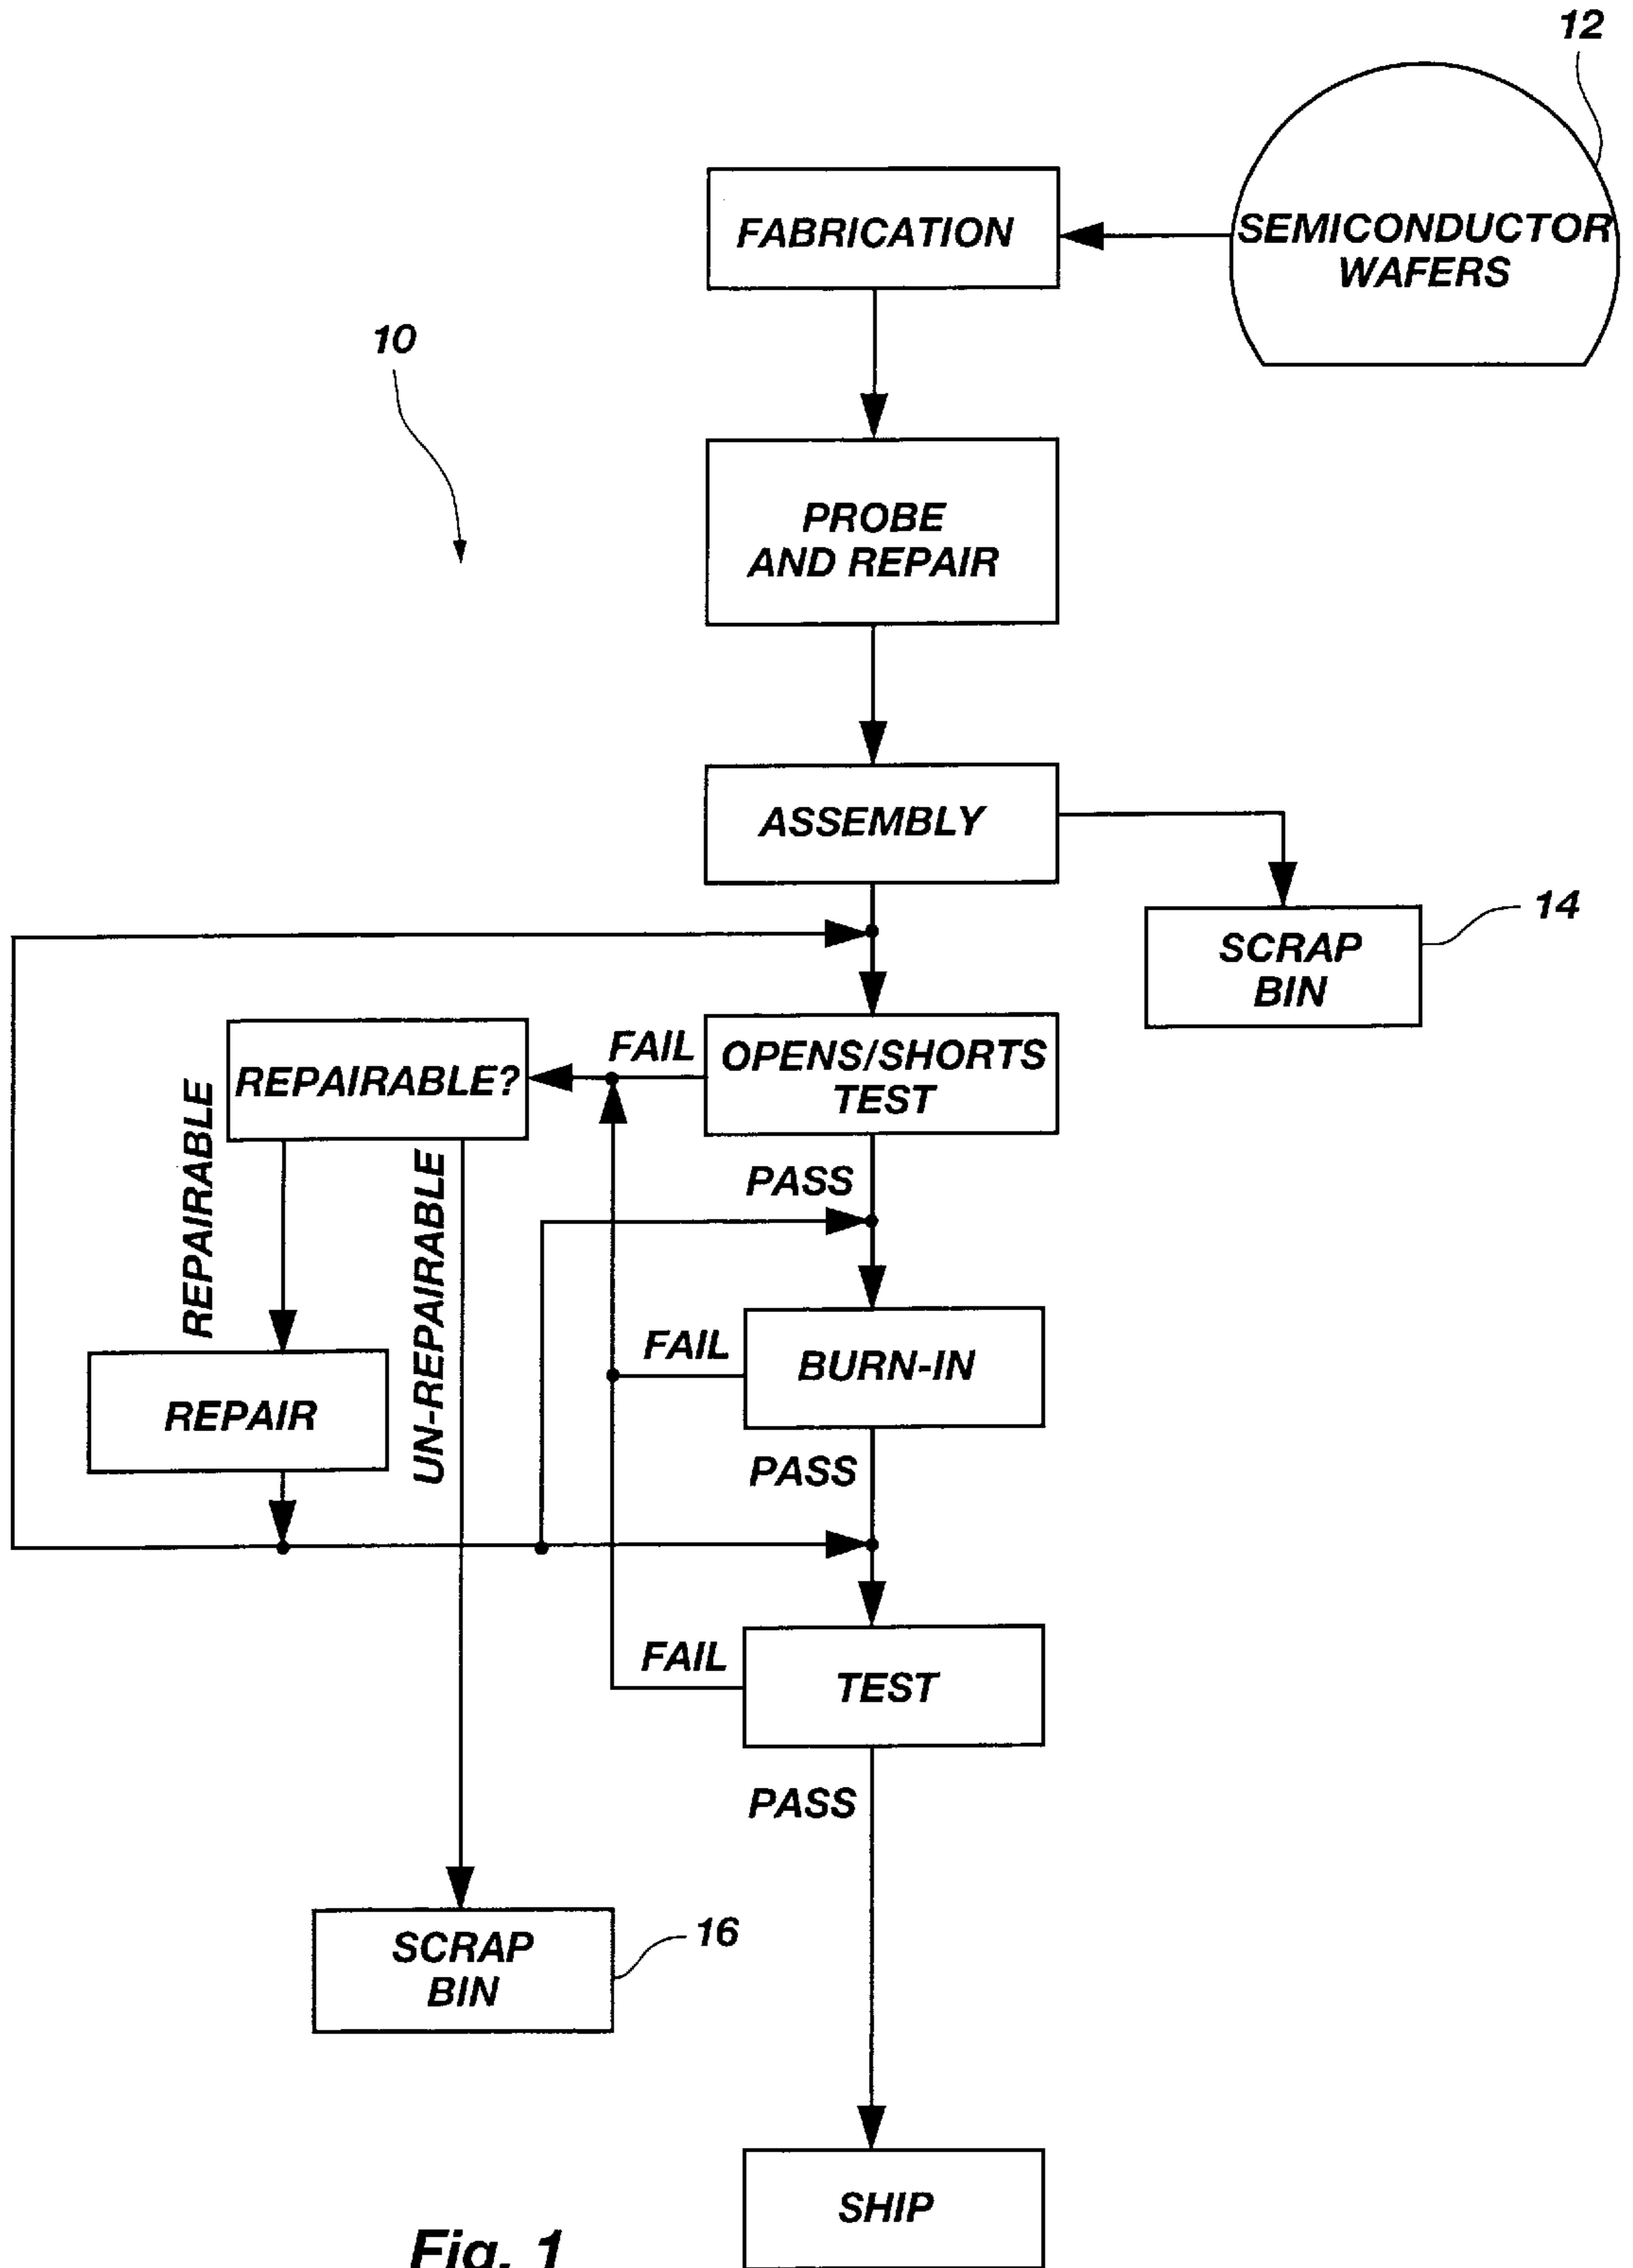 12
FABRICATION
SEMICONDUCTOR
WAFERS
10
PROBE
AND REPAIR
ASSEMBLY
14
SCRAP
BIN
FAIL
OPENS/SHORTS
TEST
REPAIRABLE?
PASS
REPAIRABLE
UN-REPAIRABLE
FAIL
BURN-IN
REPAIR
PASS
FAIL
TEST
PASS
16
SCRAP
BIN
SHIP
Fig. 1